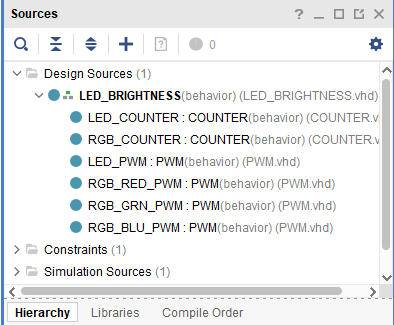 Sources
? _ □ X
0
Design Sources (1)
LED_BRIGHTNESS(behavior) (LED_BRIGHTNESS.vhd)
LED_COUNTER : COUNTER(behavior) (COUNTER.v
RGB_COUNTER : COUNTER(behavior) (COUNTER.v
LED_PWM : PWM(behavior) (PWM.vhd)
RGB_RED_PWM : PWM(behavior) (PWM.vhd)
RGB_GRN_PWM : PWM(behavior) (PWM.vhd)
RGB_BLU_PWM : PWM(behavior) (PWM.vhd)
Constraints (1)
Simulation Sources (1)
Hierarchy Libraries Compile Order